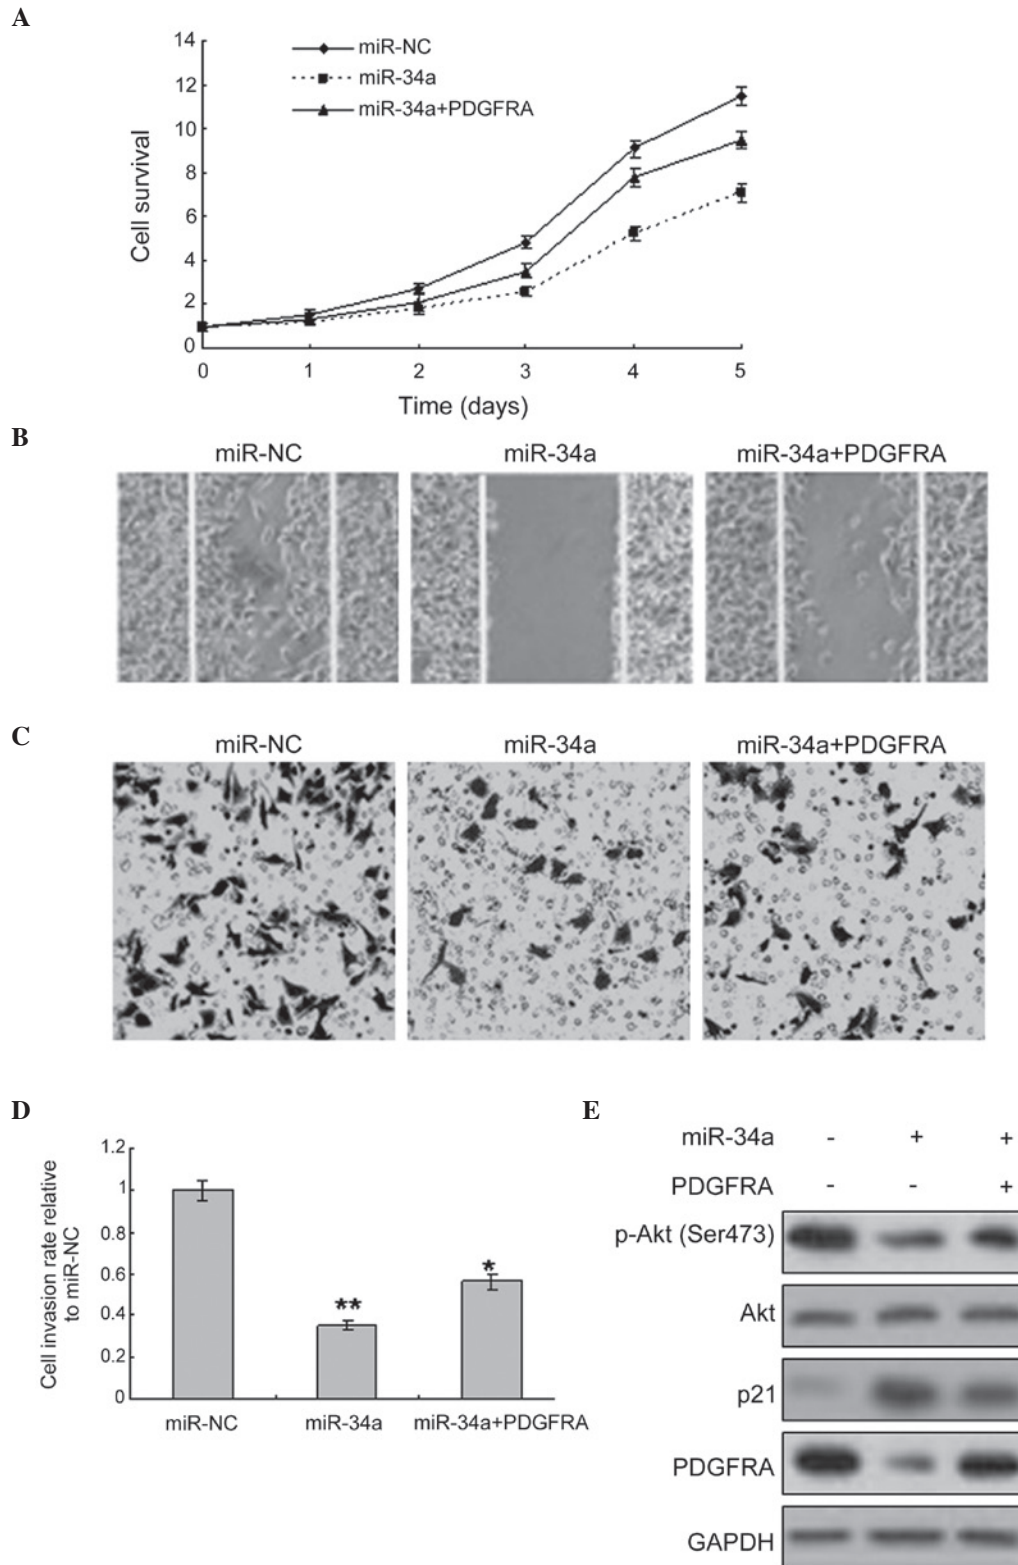 A
14
12
10
8
6
4
2
0
Cell survival
miR-NC
miR-34a
miR-34a+PDGFRA
0 1 2 3 4 5
Time (days)
B
miR-NC miR-34a miR-34a+PDGFRA
C
miR-NC miR-34a miR-34a+PDGFRA
D
Cell invasion rate relative
to miR-NC
1.2
1
0.8
0.6
0.4
0.2
0
** *
miR-NC miR-34a miR-34a+PDGFRA
E
miR-34a - + +
PDGFRA - - +
p-Akt (Ser473)
Akt
p21
PDGFRA
GAPDH